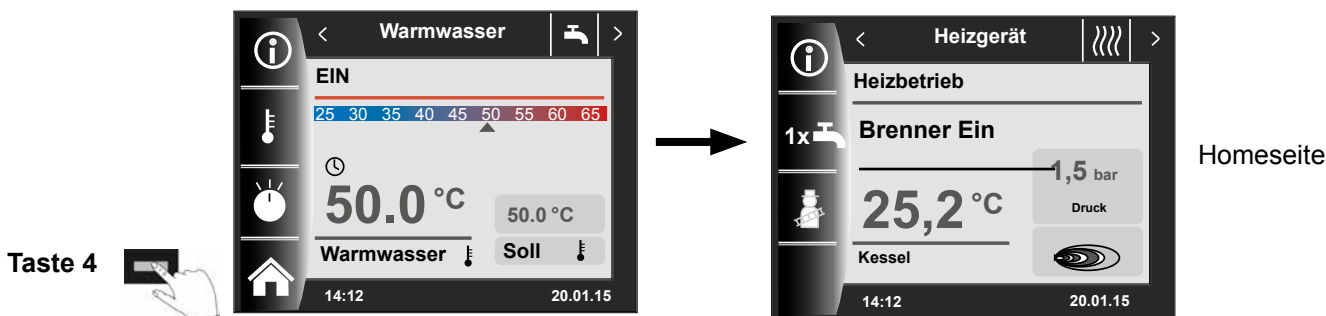 Taste 4
< Warmwasser >
EIN
25 30 35 40 45 50 55 60 65
50.0 °C
50.0 °C
Warmwasser
Soll
14:12 20.01.15
< Heizgerät >
Heizbetrieb
1x
Brenner Ein
25,2 °C
1,5 bar
Druck
Kessel
14:12 20.01.15
Homeseite